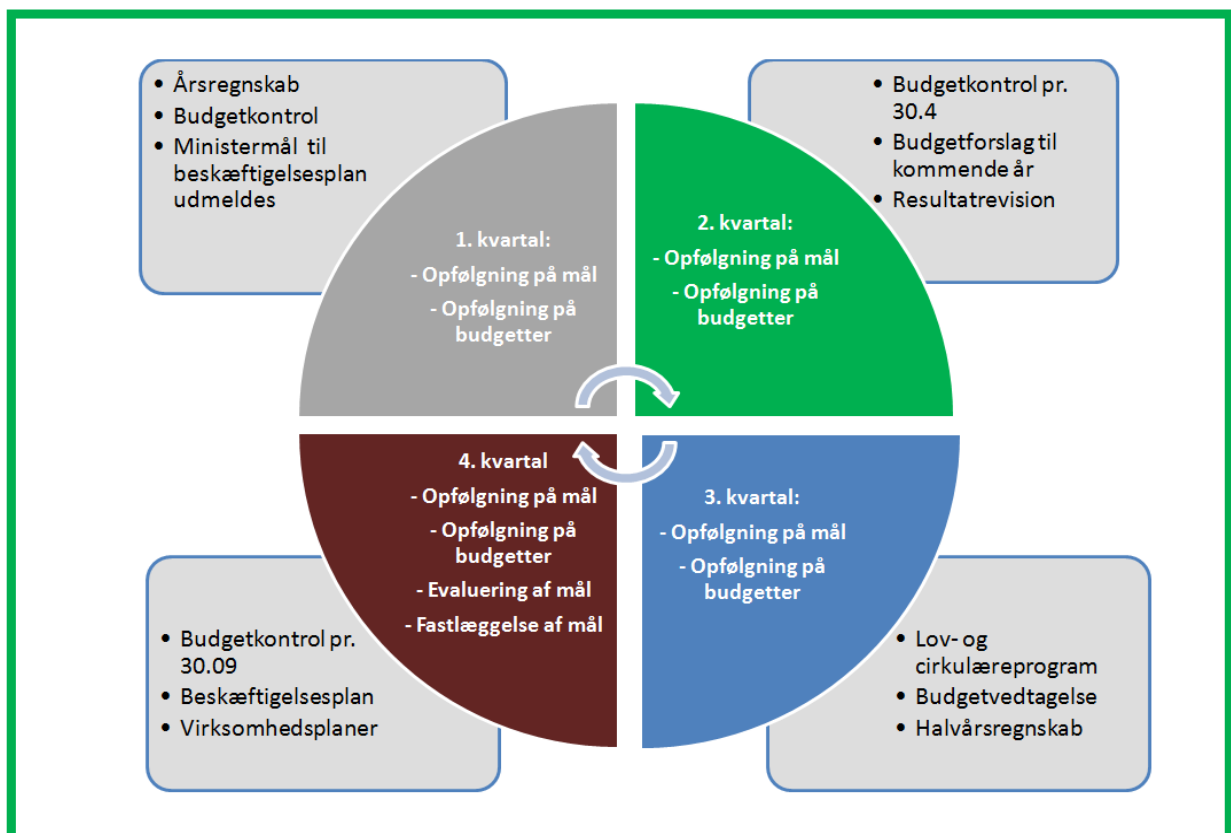 • Årsregnskab
• Budgetkontrol
• Ministermål til
beskæftigelsesplan
udmeldes
• Budgetkontrol pr.
30.4
• Budgetforslag til
kommende år
• Resultatrevision
1. kvartal:
- Opfølgning på mål
- Opfølgning på
budgetter
2. kvartal:
- Opfølgning på mål
- Opfølgning på
budgetter
4. kvartal
- Opfølgning på mål
- Opfølgning på
budgetter
- Evaluering af mål
- Fastlæggelse af mål
3. kvartal:
- Opfølgning på mål
- Opfølgning på
budgetter
• Budgetkontrol pr.
30.09
• Beskæftigelsesplan
• Virksomhedsplaner
• Lov- og
cirkulæreprogram
• Budgetvedtagelse
• Halvårsregnskab